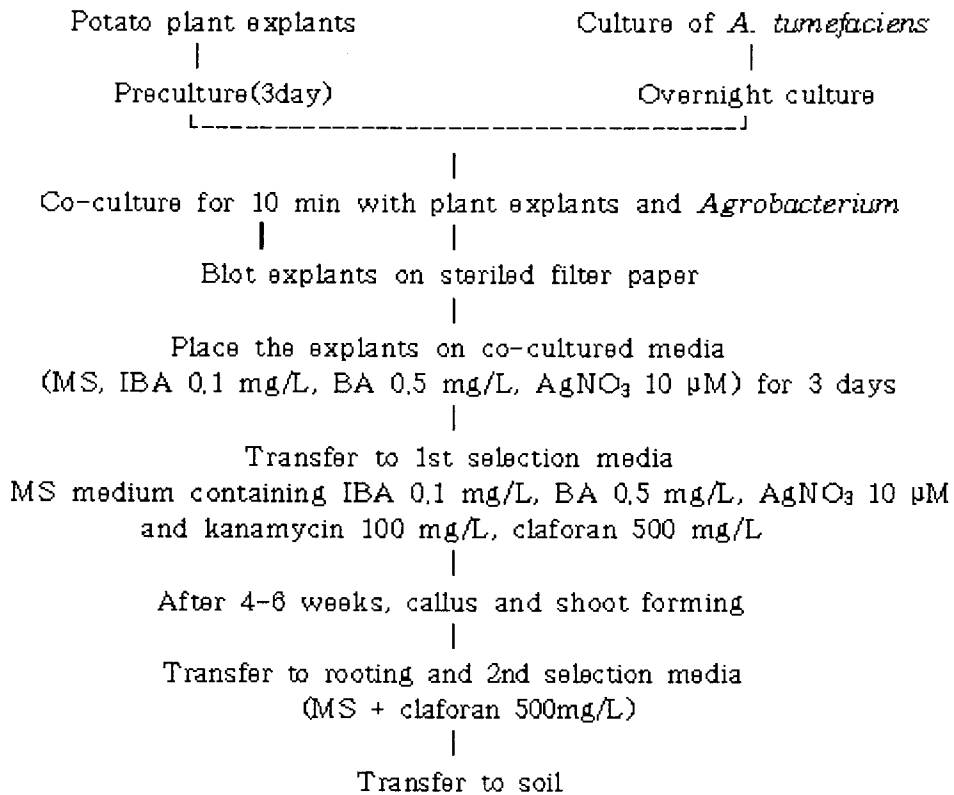 Potato plant explants
Culture of A. tumefaciens
Preculture(3day)
Overnight culture
Co-culture for 10 min with plant explants and Agrobacterium
Blot explants on steriled filter paper
Place the explants on co-cultured media
(MS, IBA 0.1 mg/L, BA 0.5 mg/L, AgNO₃ 10 μM) for 3 days
Transfer to 1st selection media
MS medium containing IBA 0.1 mg/L, BA 0.5 mg/L, AgNO₃ 10 μM
and kanamycin 100 mg/L, claforan 500 mg/L
After 4-6 weeks, callus and shoot forming
Transfer to rooting and 2nd selection media
(MS + claforan 500mg/L)
Transfer to soil